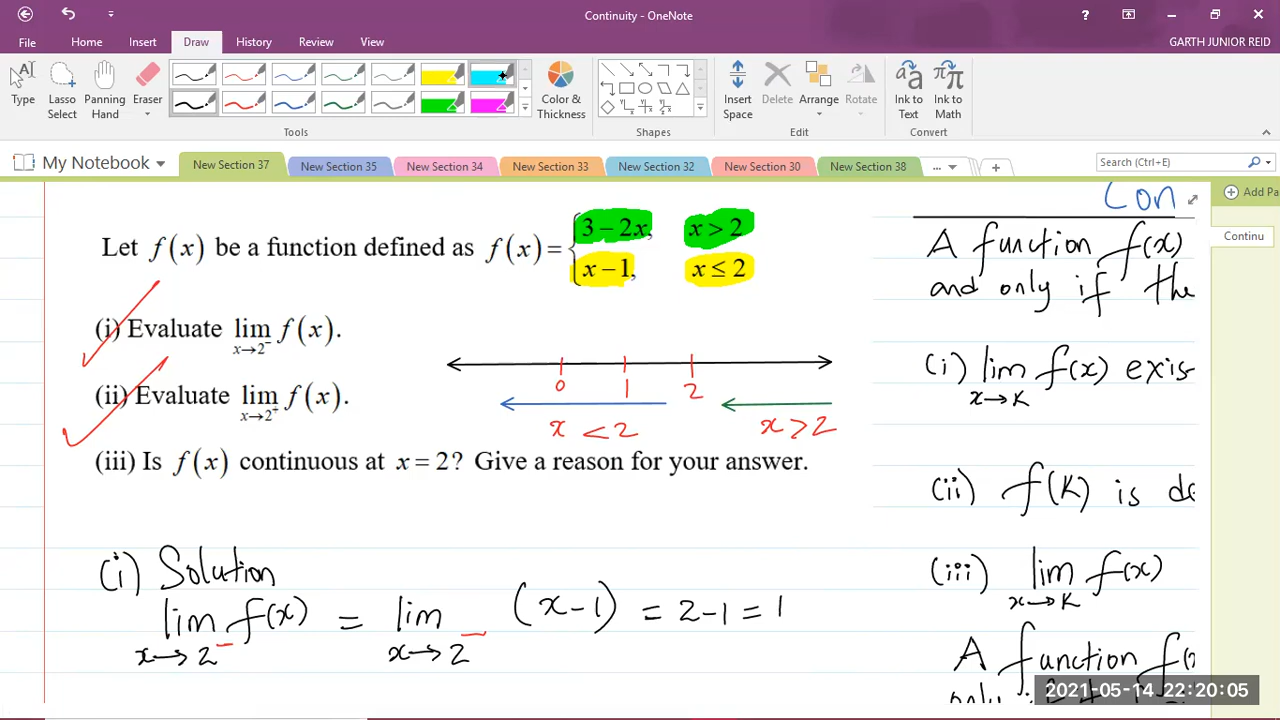 Continuity - OneNote
GARTH JUNIOR REID
File Home Insert Draw History Review View
Type
Lasso Select
Panning Hand
Eraser
Color & Thickness
Insert Space
Delete
Arrange
Rotate
Ink to Text
Ink to Math
Tools Shapes Edit Convert
My Notebook New Section 37 New Section 35 New Section 34 New Section 33 New Section 32 New Section 30 New Section 38 ... + Search (Ctrl+E)
Add Pa
Continu
Let f(x) be a function defined as f(x) = { 3 − 2x, x > 2
x − 1, x ≤ 2
(i) Evaluate lim x→2⁻ f(x).
(ii) Evaluate lim x→2⁺ f(x).
0 1 2
x < 2 x > 2
(iii) Is f(x) continuous at x = 2? Give a reason for your answer.
(i) Solution
lim x→2⁻ f(x) = lim x→2⁻ (x-1) = 2-1 = 1
Con
A function f(x)
and only if the
(i) lim x→K f(x) exis
(ii) f(K) is de
(iii) lim x→K f(x)
A function f(x
2021-05-14 22:20:05